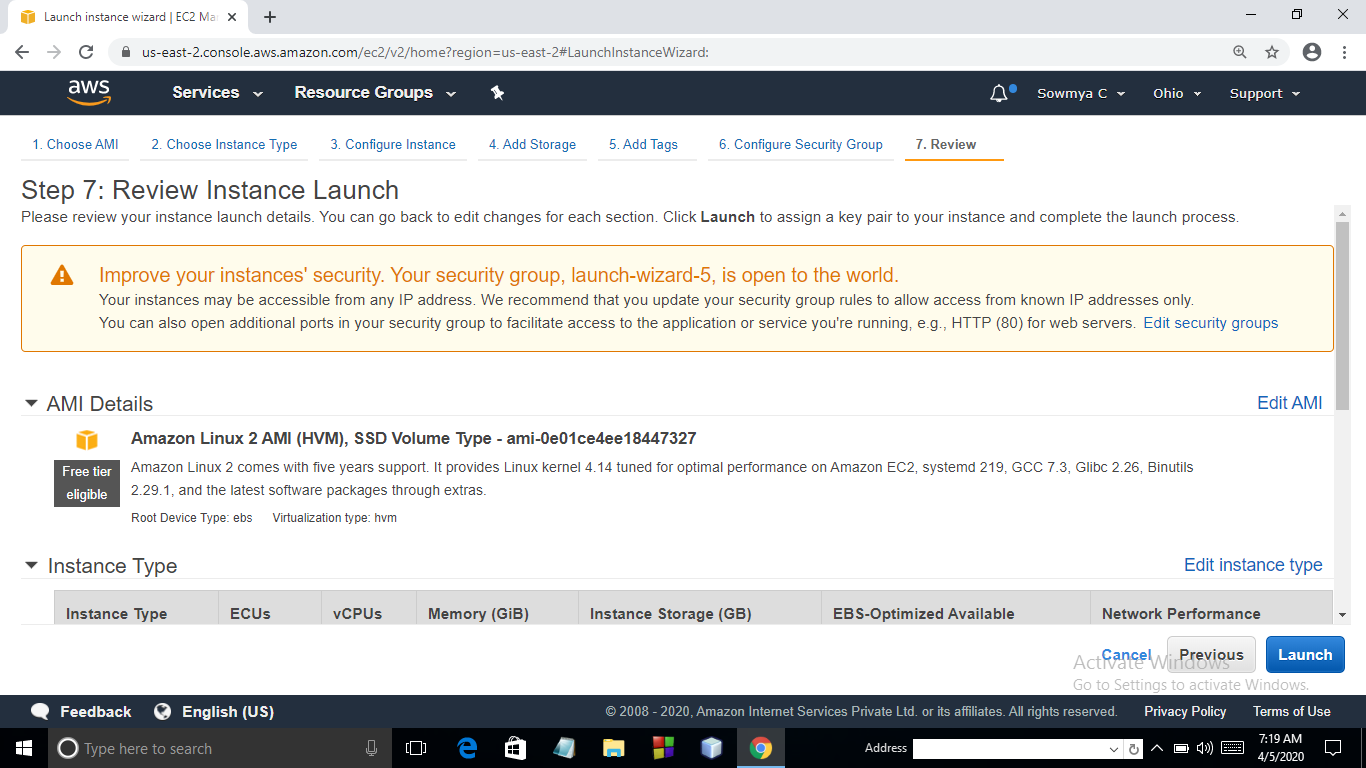 Launch instance wizard | EC2 Ma
us-east-2.console.aws.amazon.com/ec2/v2/home?region=us-east-2#LaunchInstanceWizard:
aws Services Resource Groups Sowmya C Ohio Support
1. Choose AMI 2. Choose Instance Type 3. Configure Instance 4. Add Storage 5. Add Tags 6. Configure Security Group 7. Review
Step 7: Review Instance Launch
Please review your instance launch details. You can go back to edit changes for each section. Click Launch to assign a key pair to your instance and complete the launch process.
Improve your instances' security. Your security group, launch-wizard-5, is open to the world.
Your instances may be accessible from any IP address. We recommend that you update your security group rules to allow access from known IP addresses only.
You can also open additional ports in your security group to facilitate access to the application or service you're running, e.g., HTTP (80) for web servers. Edit security groups
AMI Details Edit AMI
Amazon Linux 2 AMI (HVM), SSD Volume Type - ami-0e01ce4ee18447327
Free tier
eligible
Amazon Linux 2 comes with five years support. It provides Linux kernel 4.14 tuned for optimal performance on Amazon EC2, systemd 219, GCC 7.3, Glibc 2.26, Binutils
2.29.1, and the latest software packages through extras.
Root Device Type: ebs Virtualization type: hvm
Instance Type Edit instance type
Instance Type ECUs vCPUs Memory (GiB) Instance Storage (GB) EBS-Optimized Available Network Performance
Cancel Previous Launch
Activate Windows
Go to Settings to activate Windows.
Feedback English (US) © 2008 - 2020, Amazon Internet Services Private Ltd. or its affiliates. All rights reserved. Privacy Policy Terms of Use
Type here to search Address 7:19 AM
4/5/2020